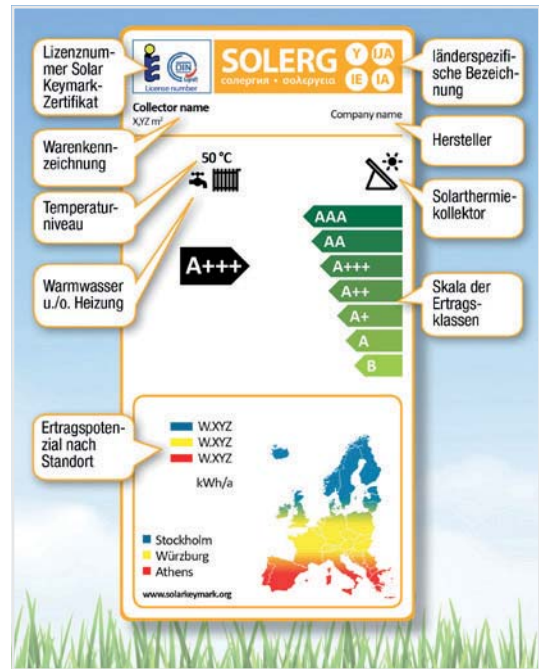 Lizenznum-
mer Solar
Keymark-
Zertifikat
DIN
License number
SOLERG
солергия • σολεργεια
Y IJA
IE IA
länderspezifi-
sche Bezeich-
nung
Collector name
X,YZ m²
Company name
Warenkenn-
zeichnung
Hersteller
50 °C
Temperatur-
niveau
Solarthermie-
kollektor
Warmwasser
u./o. Heizung
A+++
AAA
AA
A+++
A++
A+
A
B
Skala der
Ertrags-
klassen
Ertragspoten-
zial nach
Standort
W.XYZ
W.XYZ
W.XYZ
kWh/a
Stockholm
Würzburg
Athens
www.solarkeymark.org